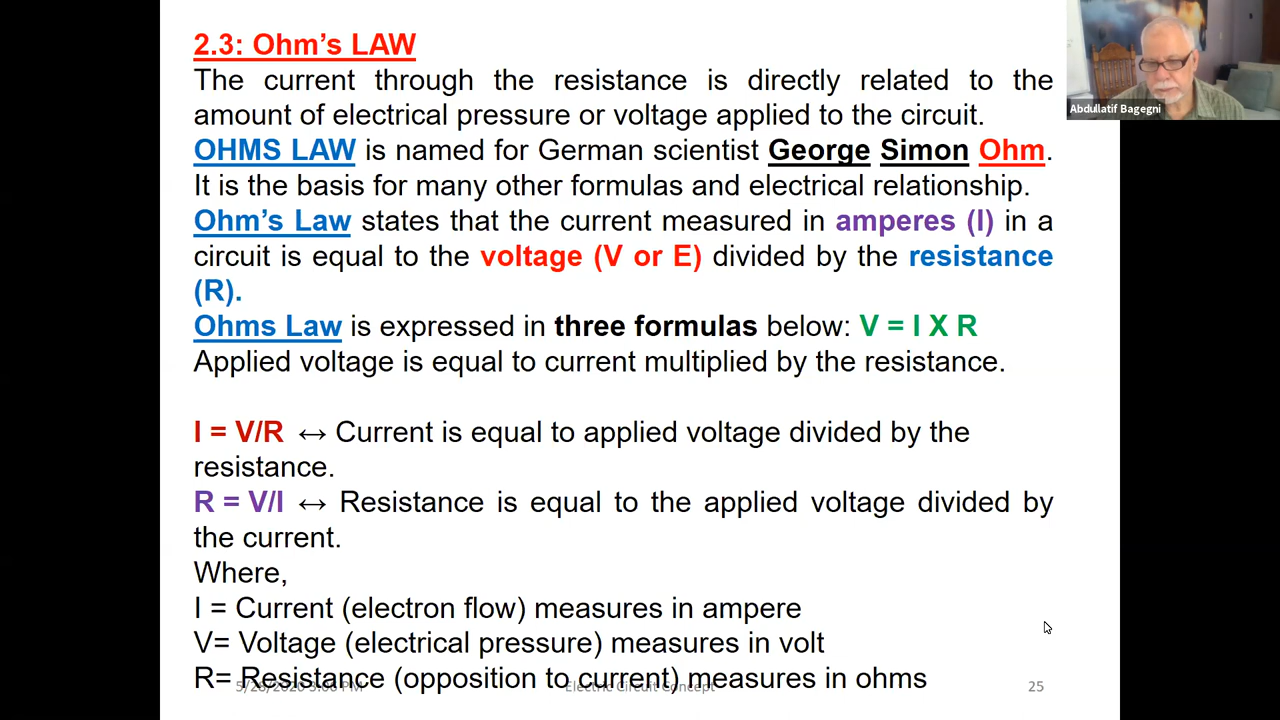 2.3: Ohm's LAW
The current through the resistance is directly related to the
amount of electrical pressure or voltage applied to the circuit.
OHMS LAW is named for German scientist George Simon Ohm.
It is the basis for many other formulas and electrical relationship.
Ohm's Law states that the current measured in amperes (I) in a
circuit is equal to the voltage (V or E) divided by the resistance
(R).
Ohms Law is expressed in three formulas below: V = I X R
Applied voltage is equal to current multiplied by the resistance.
I = V/R ↔ Current is equal to applied voltage divided by the
resistance.
R = V/I ↔ Resistance is equal to the applied voltage divided by
the current.
Where,
I = Current (electron flow) measures in ampere
V= Voltage (electrical pressure) measures in volt
R= Resistance (opposition to current) measures in ohms
Electric Circuit Concept
25
Abdullatif Bagegni